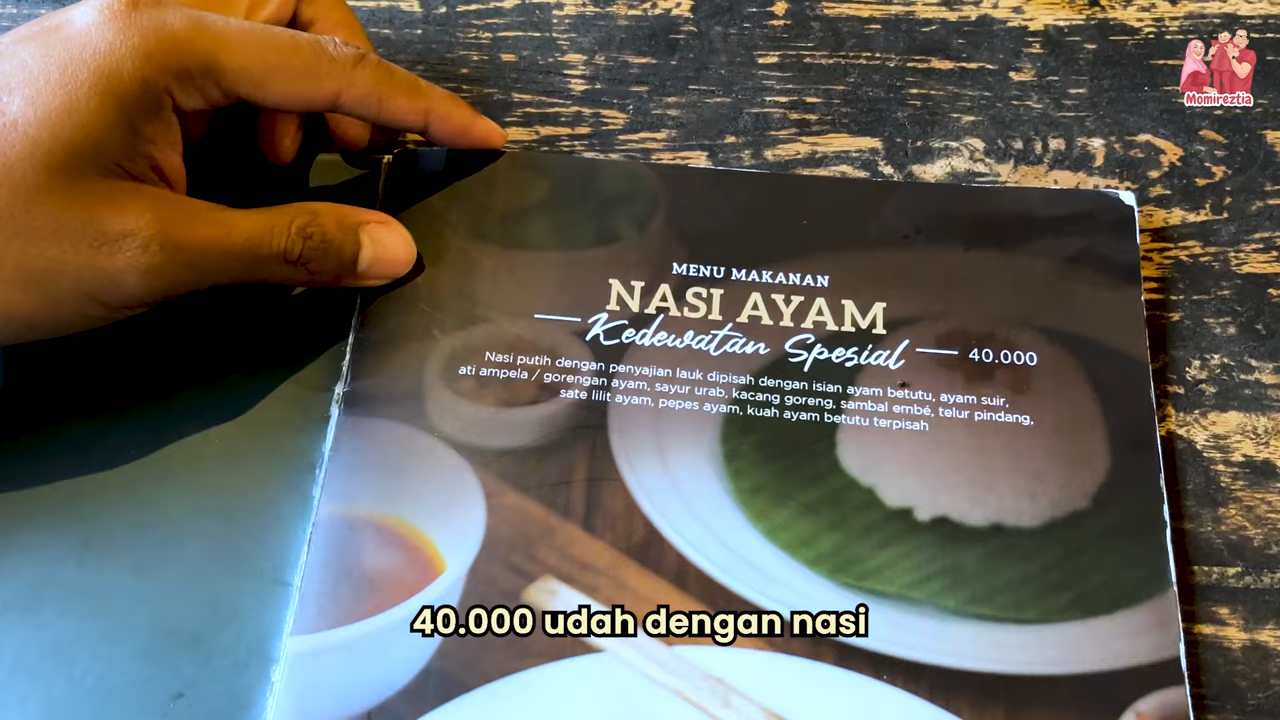 Momireztia
MENU MAKANAN
NASI AYAM
Kedewatan Spesial 40.000
Nasi putih dengan penyajian lauk dipisah dengan isian ayam betutu, ayam suir,
ati ampela / gorengan ayam, sayur urab, kacang goreng, sambal embé, telur pindang,
sate lilit ayam, pepes ayam, kuah ayam betutu terpisah
40.000 udah dengan nasi